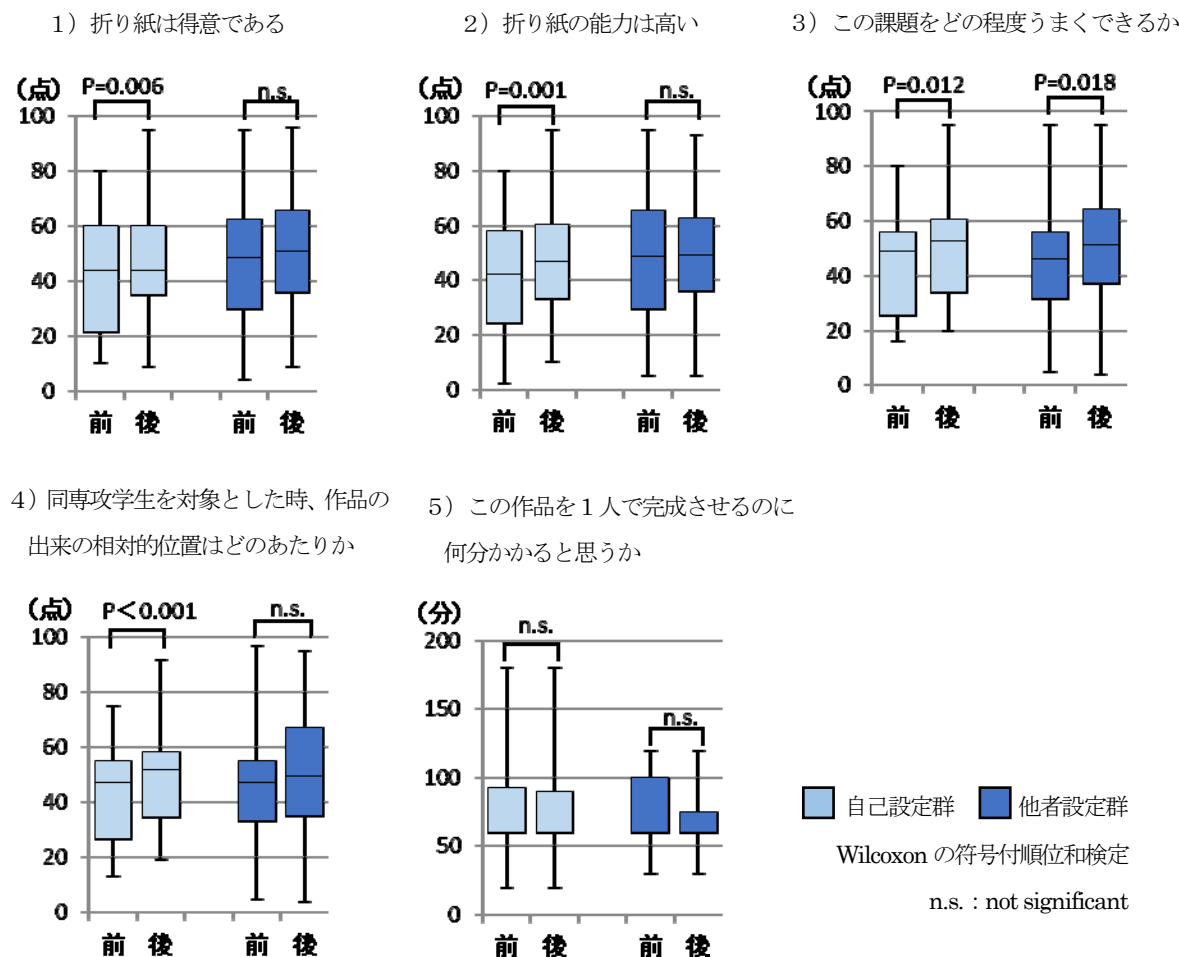 1）折り紙は得意である
2）折り紙の能力は高い
3）この課題をどの程度うまくできるか
(点) P=0.006 n.s.
100
80
60
40
20
0
前 後 前 後
(点) P=0.001 n.s.
100
80
60
40
20
0
前 後 前 後
(点) P=0.012 P=0.018
100
80
60
40
20
0
前 後 前 後
4）同専攻学生を対象とした時、作品の
出来の相対的位置はどのあたりか
5）この作品を1人で完成させるのに
何分かかると思うか
(点) P＜0.001 n.s.
100
80
60
40
20
0
前 後 前 後
(分)
n.s.
200
150
n.s.
100
50
0
前 後 前 後
自己設定群 他者設定群
Wilcoxon の符号付順位和検定
n.s.：not significant